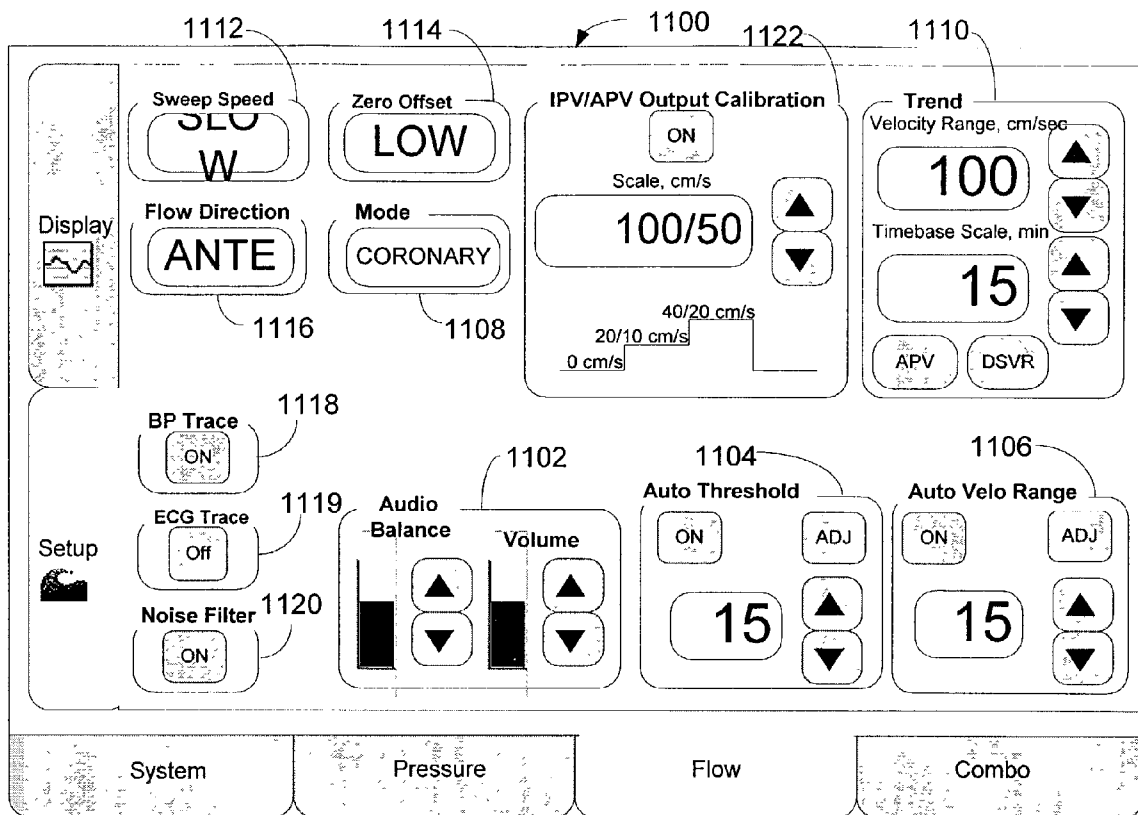 1112
1114
1100
1122
1110
Sweep Speed
SLO
W
Zero Offset
LOW
IPV/APV Output Calibration
ON
Scale, cm/s
100/50
Trend
Velocity Range, cm/sec
100
Timebase Scale, min
15
APV
DSVR
Display
Flow Direction
ANTE
Mode
CORONARY
1116
1108
40/20 cm/s
20/10 cm/s
0 cm/s
BP Trace
ON
1118
ECG Trace
Off
1119
Noise Filter
ON
1120
Setup
1102
Audio
Balance
Volume
1104
Auto Threshold
ON
ADJ
15
1106
Auto Velo Range
ON
ADJ
15
System
Pressure
Flow
Combo